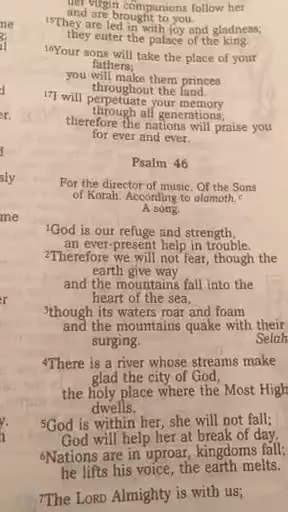 her virgin companions follow her
and are brought to you.
15They are led in with joy and gladness;
they enter the palace of the king.
16Your sons will take the place of your
fathers;
you will make them princes
throughout the land.
17I will perpetuate your memory
through all generations;
therefore the nations will praise you
for ever and ever.
Psalm 46
For the director of music. Of the Sons
of Korah. According to alamoth.c
A song.
1God is our refuge and strength,
an ever-present help in trouble.
2Therefore we will not fear, though the
earth give way
and the mountains fall into the
heart of the sea,
3though its waters roar and foam
and the mountains quake with their
surging. Selah
4There is a river whose streams make
glad the city of God,
the holy place where the Most High
dwells.
5God is within her, she will not fall;
God will help her at break of day.
6Nations are in uproar, kingdoms fall;
he lifts his voice, the earth melts.
7The LORD Almighty is with us;